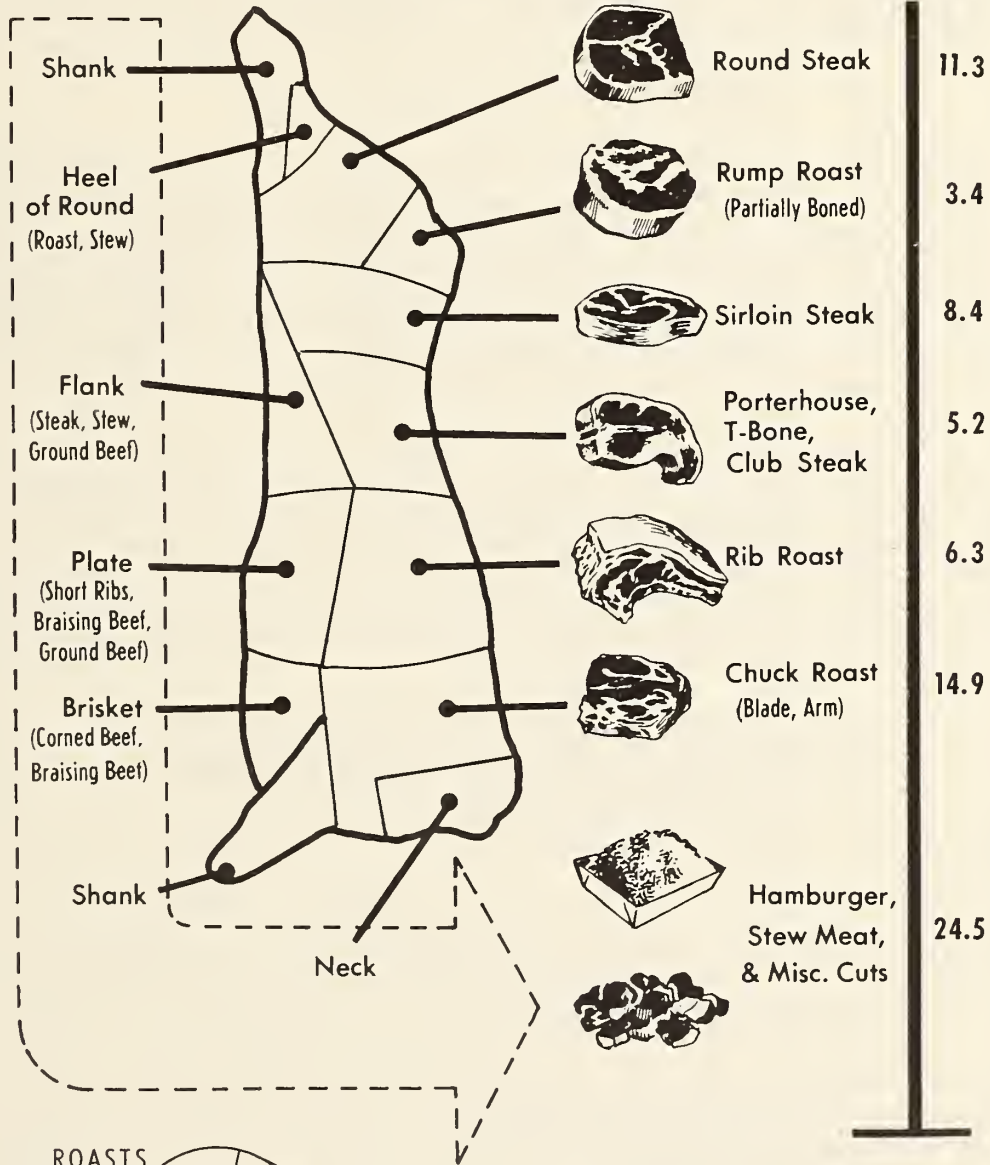 Shank
Heel
of Round
(Roast, Stew)
Flank
(Steak, Stew,
Ground Beef)
Plate
(Short Ribs,
Braising Beef,
Ground Beef)
Brisket
(Corned Beef,
Braising Beef)
Shank
Neck
Round Steak
11.3
Rump Roast
(Partially Boned)
3.4
Sirloin Steak
8.4
Porterhouse,
T-Bone,
Club Steak
5.2
Rib Roast
6.3
Chuck Roast
(Blade, Arm)
14.9
Hamburger,
Stew Meat,
& Misc. Cuts
24.5
ROASTS